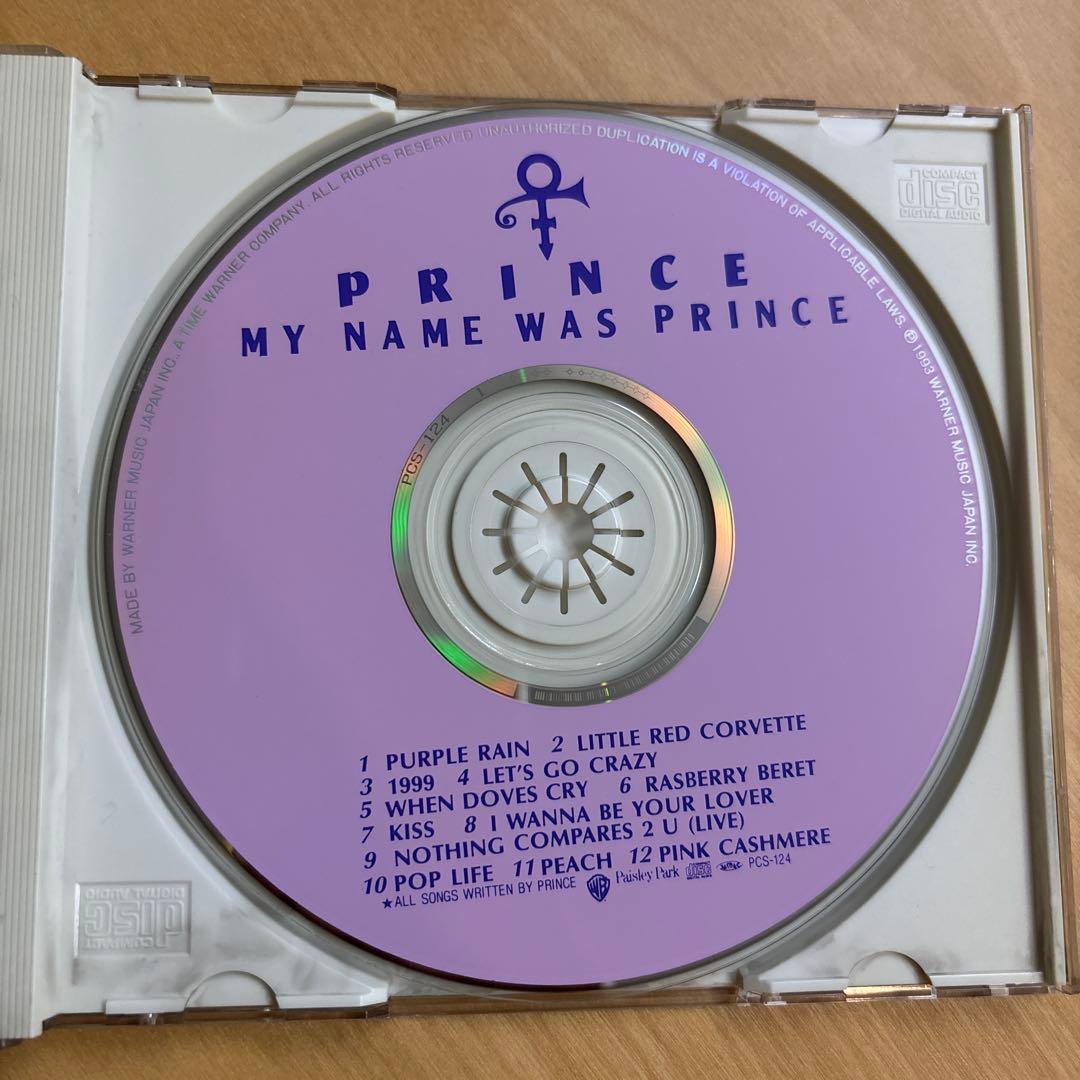 MADE BY WARNER MUSIC JAPAN INC., A TIME WARNER COMPANY. ALL RIGHTS RESERVED UNAUTHORIZED DUPLICATION IS A VIOLATION OF APPLICABLE LAWS. ℗1993 WARNER MUSIC JAPAN INC.
PRINCE
MY NAME WAS PRINCE
PCS-124 1
1 PURPLE RAIN 2 LITTLE RED CORVETTE
3 1999 4 LET'S GO CRAZY
5 WHEN DOVES CRY 6 RASBERRY BERET
7 KISS 8 I WANNA BE YOUR LOVER
9 NOTHING COMPARES 2 U (LIVE)
10 POP LIFE 11 PEACH 12 PINK CASHMERE
★ALL SONGS WRITTEN BY PRINCE WB Paisley Park PCS-124
COMPACT
disc
DIGITAL AUDIO
COMPACT
disc
DIGITAL AUDIO